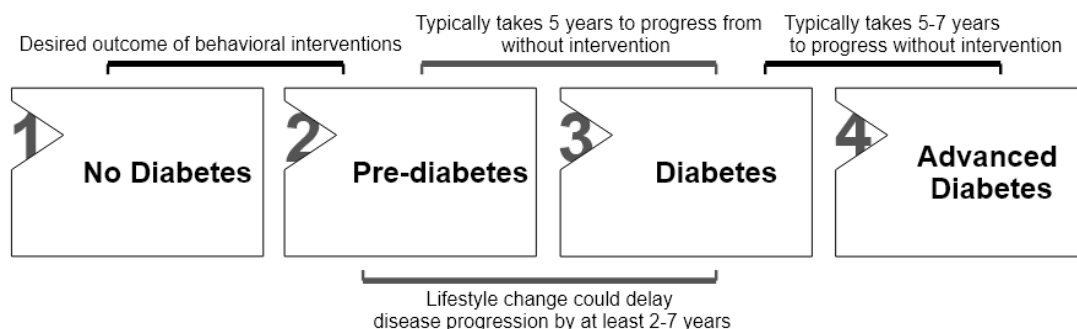 Desired outcome of behavioral interventions
Typically takes 5 years to progress from
without intervention
Typically takes 5-7 years
to progress without intervention
1
No Diabetes
2
Pre-diabetes
3
Diabetes
4
Advanced
Diabetes
Lifestyle change could delay
disease progression by at least 2-7 years